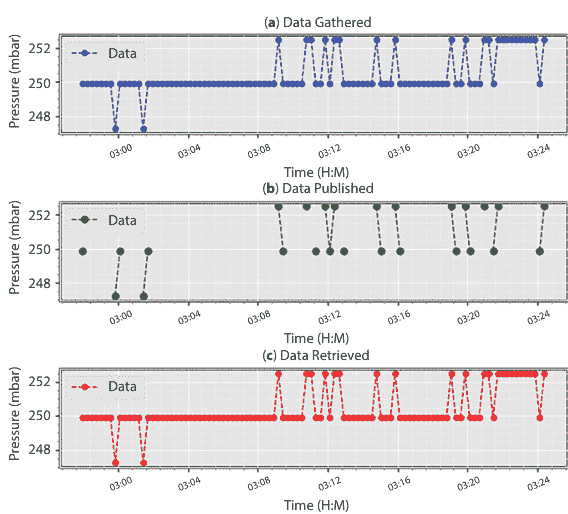 (a) Data Gathered
252
250
248
Pressure (mbar)
Data
03:00 03:04 03:08 03:12 03:16 03:20 03:24
Time (H:M)
(b) Data Published
252
250
248
Pressure (mbar)
Data
03:00 03:04 03:08 03:12 03:16 03:20 03:24
Time (H:M)
(c) Data Retrieved
252
250
248
Pressure (mbar)
Data
03:00 03:04 03:08 03:12 03:16 03:20 03:24
Time (H:M)